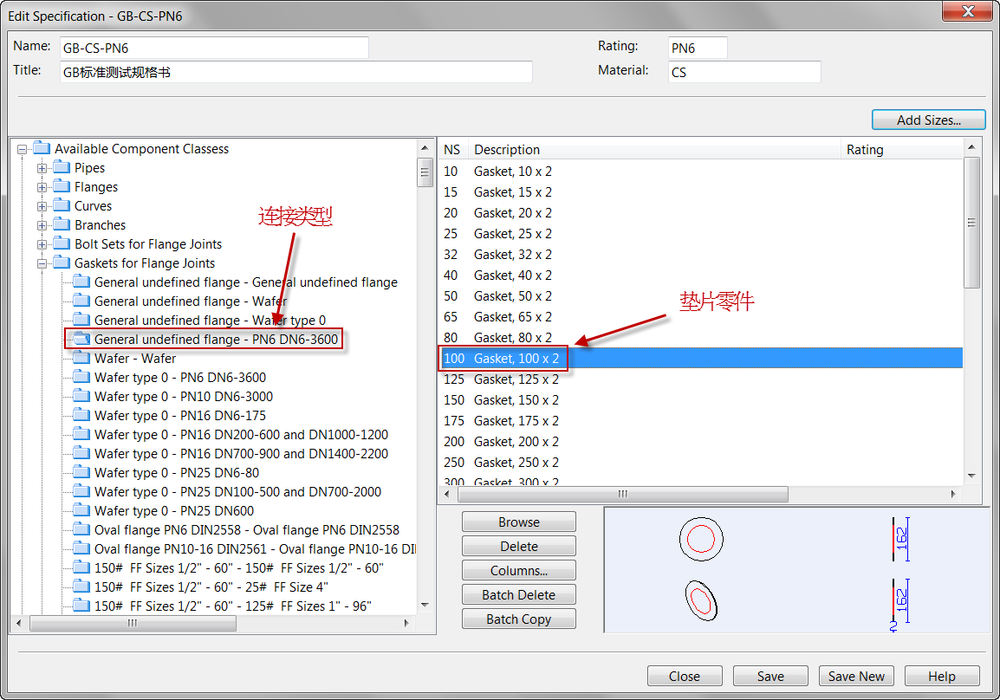 Edit Specification - GB-CS-PN6
Name: GB-CS-PN6
Rating: PN6
Title: GB标准测试规格书
Material: CS
Add Sizes...
Available Component Classess
Pipes
Flanges
Curves
Branches
Bolt Sets for Flange Joints
Gaskets for Flange Joints
General undefined flange - General undefined flange
General undefined flange - Wafer
General undefined flange - Wafer type 0
General undefined flange - PN6 DN6-3600
Wafer - Wafer
Wafer type 0 - PN6 DN6-3600
Wafer type 0 - PN10 DN6-3000
Wafer type 0 - PN16 DN6-175
Wafer type 0 - PN16 DN200-600 and DN1000-1200
Wafer type 0 - PN16 DN700-900 and DN1400-2200
Wafer type 0 - PN25 DN6-80
Wafer type 0 - PN25 DN100-500 and DN700-2000
Wafer type 0 - PN25 DN600
Oval flange PN6 DIN2558 - Oval flange PN6 DIN2558
Oval flange PN10-16 DIN2561 - Oval flange PN10-16 DI
150# FF Sizes 1/2" - 60" - 150# FF Sizes 1/2" - 60"
150# FF Sizes 1/2" - 60" - 25# FF Size 4"
150# FF Sizes 1/2" - 60" - 125# FF Sizes 1" - 96"
连接类型
NS Description Rating
10 Gasket, 10 x 2
15 Gasket, 15 x 2
20 Gasket, 20 x 2
25 Gasket, 25 x 2
32 Gasket, 32 x 2
40 Gasket, 40 x 2
50 Gasket, 50 x 2
65 Gasket, 65 x 2
80 Gasket, 80 x 2
100 Gasket, 100 x 2
125 Gasket, 125 x 2
150 Gasket, 150 x 2
175 Gasket, 175 x 2
200 Gasket, 200 x 2
250 Gasket, 250 x 2
300 Gasket, 300 x 2
垫片零件
Browse
Delete
Columns...
Batch Delete
Batch Copy
162
162
2
Close
Save
Save New
Help